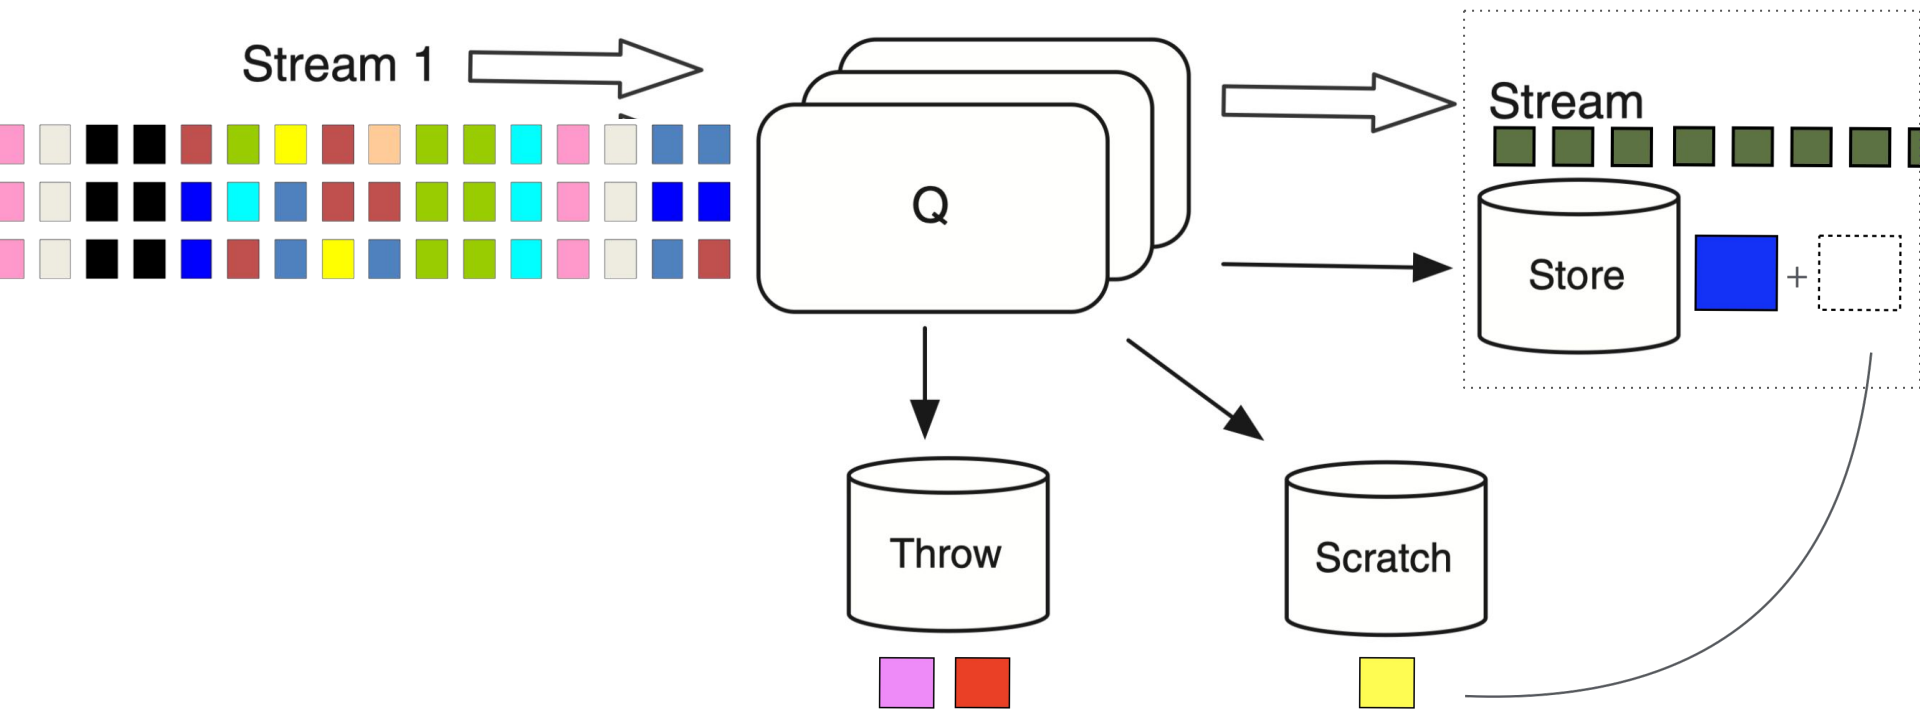 Stream 1
Stream
Q
Store
+
Throw
Scratch